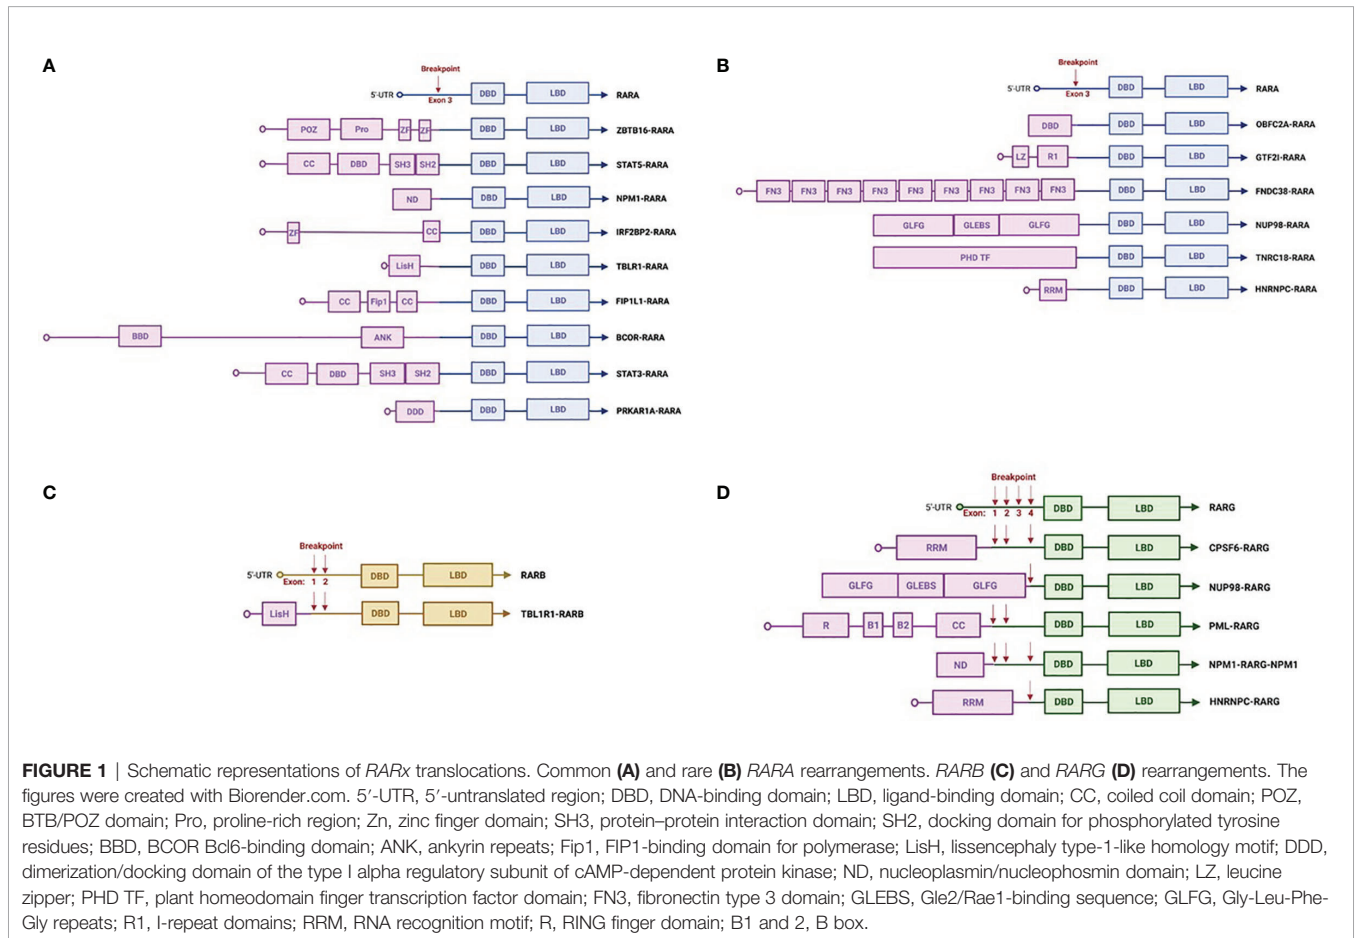 A
Breakpoint
5'-UTR Exon 3 DBD LBD RARA
POZ Pro ZF ZF DBD LBD ZBTB16-RARA
CC DBD SH3 SH2 DBD LBD STAT5-RARA
ND DBD LBD NPM1-RARA
ZF CC DBD LBD IRF2BP2-RARA
LisH DBD LBD TBLR1-RARA
CC Fip1 CC DBD LBD FIP1L1-RARA
BBD ANK DBD LBD BCOR-RARA
CC DBD SH3 SH2 DBD LBD STAT3-RARA
DDD DBD LBD PRKAR1A-RARA
B
Breakpoint
5'-UTR Exon 3 DBD LBD RARA
DBD DBD LBD OBFC2A-RARA
LZ R1 DBD LBD GTF2I-RARA
FN3 FN3 FN3 FN3 FN3 FN3 FN3 FN3 FN3 DBD LBD FNDC38-RARA
GLFG GLEBS GLFG DBD LBD NUP98-RARA
PHD TF DBD LBD TNRC18-RARA
RRM DBD LBD HNRNPC-RARA
C
Breakpoint
5'-UTR Exon: 1 2 DBD LBD RARB
LisH DBD LBD TBL1R1-RARB
D
Breakpoint
5'-UTR Exon: 1 2 3 4 DBD LBD RARG
RRM DBD LBD CPSF6-RARG
GLFG GLEBS GLFG DBD LBD NUP98-RARG
R B1 B2 CC DBD LBD PML-RARG
ND DBD LBD NPM1-RARG-NPM1
RRM DBD LBD HNRNPC-RARG
FIGURE 1 | Schematic representations of RARx translocations. Common (A) and rare (B) RARA rearrangements. RARB (C) and RARG (D) rearrangements. The
figures were created with Biorender.com. 5′-UTR, 5′-untranslated region; DBD, DNA-binding domain; LBD, ligand-binding domain; CC, coiled coil domain; POZ,
BTB/POZ domain; Pro, proline-rich region; Zn, zinc finger domain; SH3, protein–protein interaction domain; SH2, docking domain for phosphorylated tyrosine
residues; BBD, BCOR Bcl6-binding domain; ANK, ankyrin repeats; Fip1, FIP1-binding domain for polymerase; LisH, lissencephaly type-1-like homology motif; DDD,
dimerization/docking domain of the type I alpha regulatory subunit of cAMP-dependent protein kinase; ND, nucleoplasmin/nucleophosmin domain; LZ, leucine
zipper; PHD TF, plant homeodomain finger transcription factor domain; FN3, fibronectin type 3 domain; GLEBS, Gle2/Rae1-binding sequence; GLFG, Gly-Leu-Phe-
Gly repeats; R1, I-repeat domains; RRM, RNA recognition motif; R, RING finger domain; B1 and 2, B box.